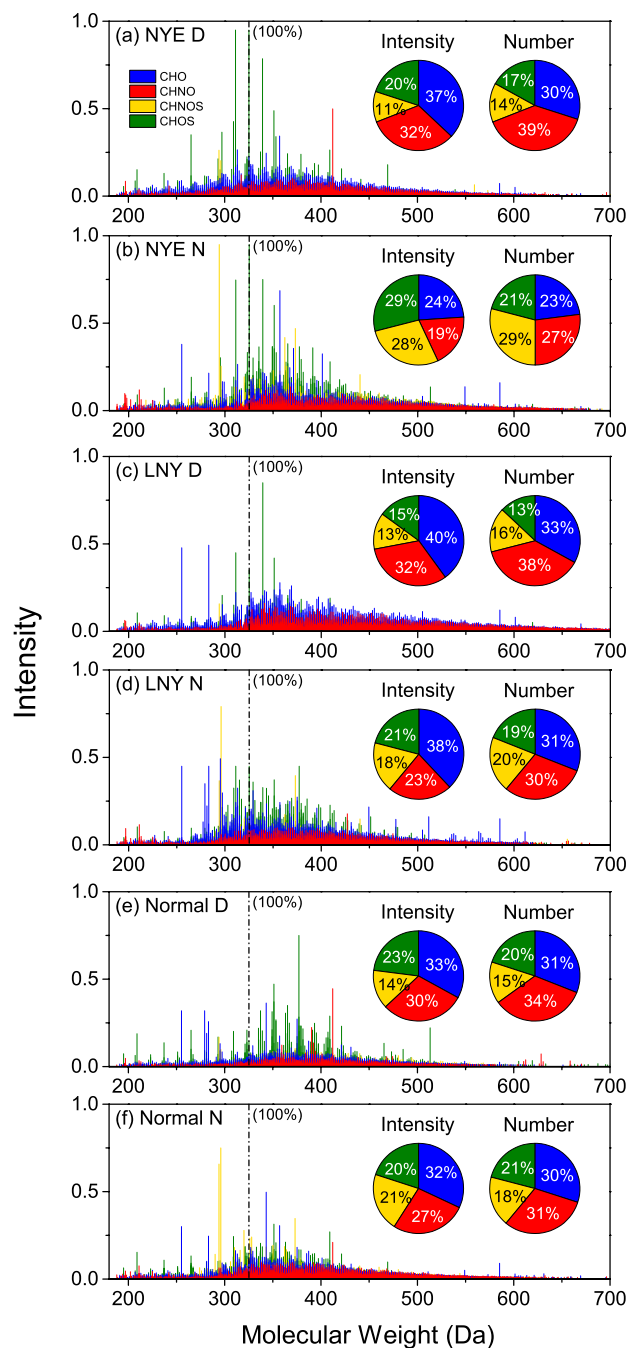 (a) NYE D
(100%)
Intensity
Number
CHO
CHNO
CHNOS
CHOS
20%
37%
11%
32%
17%
30%
14%
39%
1.0
0.5
0.0
200 300 400 500 600 700
(b) NYE N
(100%)
Intensity
Number
29%
24%
28%
19%
21%
23%
29%
27%
1.0
0.5
0.0
200 300 400 500 600 700
(c) LNY D
(100%)
Intensity
Number
15%
40%
13%
32%
13%
33%
16%
38%
1.0
0.5
0.0
200 300 400 500 600 700
(d) LNY N
(100%)
Intensity
Number
21%
38%
18%
23%
19%
31%
20%
30%
1.0
0.5
0.0
200 300 400 500 600 700
(e) Normal D
(100%)
Intensity
Number
23%
33%
14%
30%
20%
31%
15%
34%
1.0
0.5
0.0
200 300 400 500 600 700
(f) Normal N
(100%)
Intensity
Number
20%
32%
21%
27%
21%
30%
18%
31%
1.0
0.5
0.0
200 300 400 500 600 700
Intensity
Molecular Weight (Da)